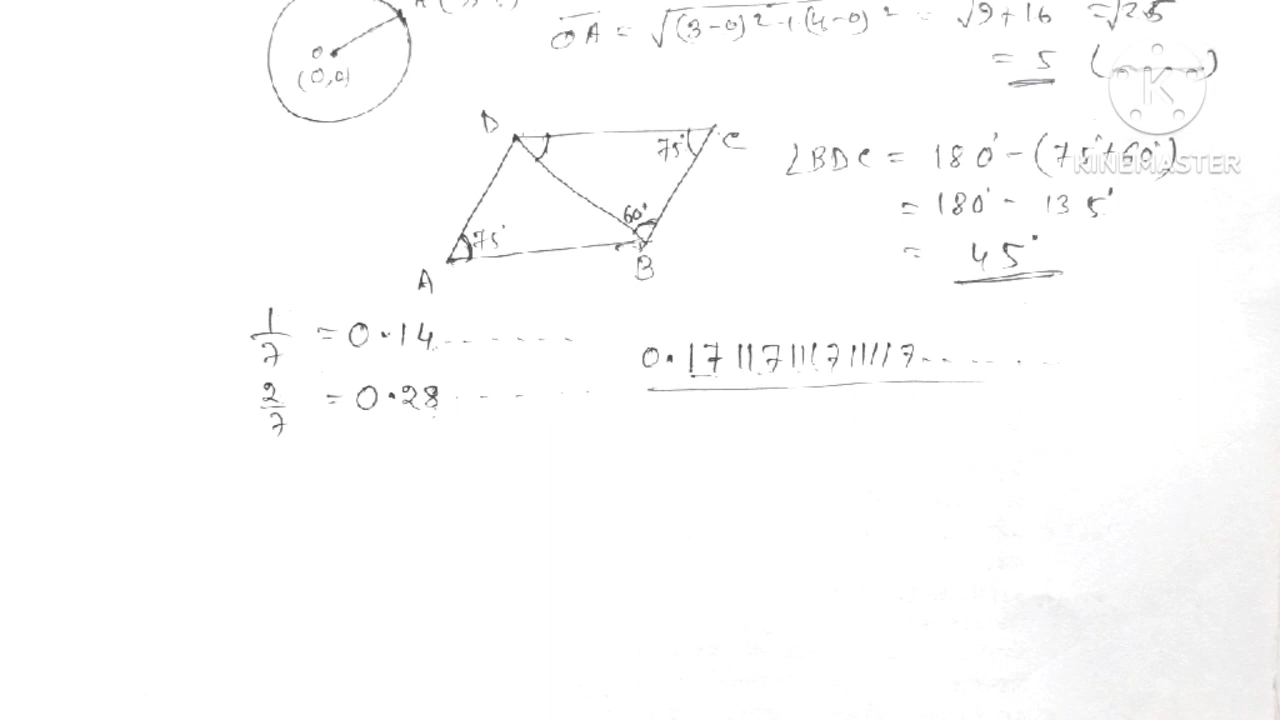 O
(0,0)
OA = √(3-0)² + (4-0)² = √9+16 = √25
= 5 (
K
KINEMASTER
D
75°
C
60°
75°
A
B
∠BDC = 180° - (75° + 60°)
= 180° - 135°
= 45°
1/7 = 0.14.......
0.17117111711117.......
2/7 = 0.28.......